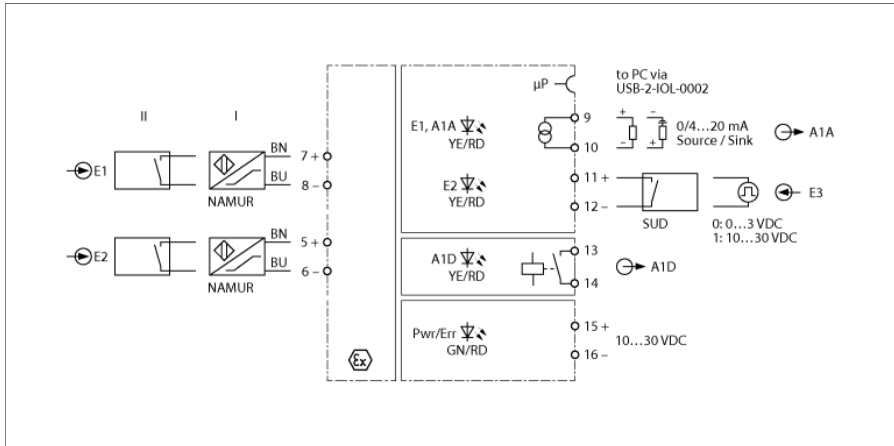 µP
to PC via
USB-2-IOL-0002
II
I
E1, A1A
YE/RD
9
10
+
–
–
+
0/4…20 mA
Source / Sink
A1A
E1
BN
BU
7 +
8 –
NAMUR
E2
YE/RD
11 +
12 –
SUD
E3
0: 0…3 VDC
1: 10…30 VDC
E2
BN
BU
5 +
6 –
NAMUR
A1D
YE/RD
13
14
A1D
Pwr/Err
GN/RD
15 +
16 –
10…30 VDC
Ex